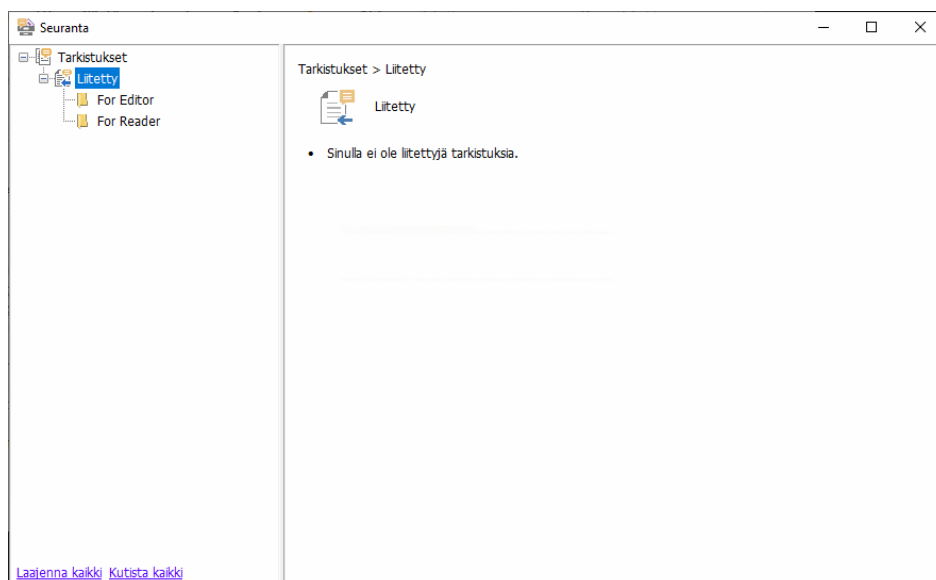 Seuranta
Tarkistukset
Liitetty
For Editor
For Reader
Laajenna kaikki Kutista kaikki
Tarkistukset > Liitetty
Liitetty
• Sinulla ei ole liitettyjä tarkistuksia.